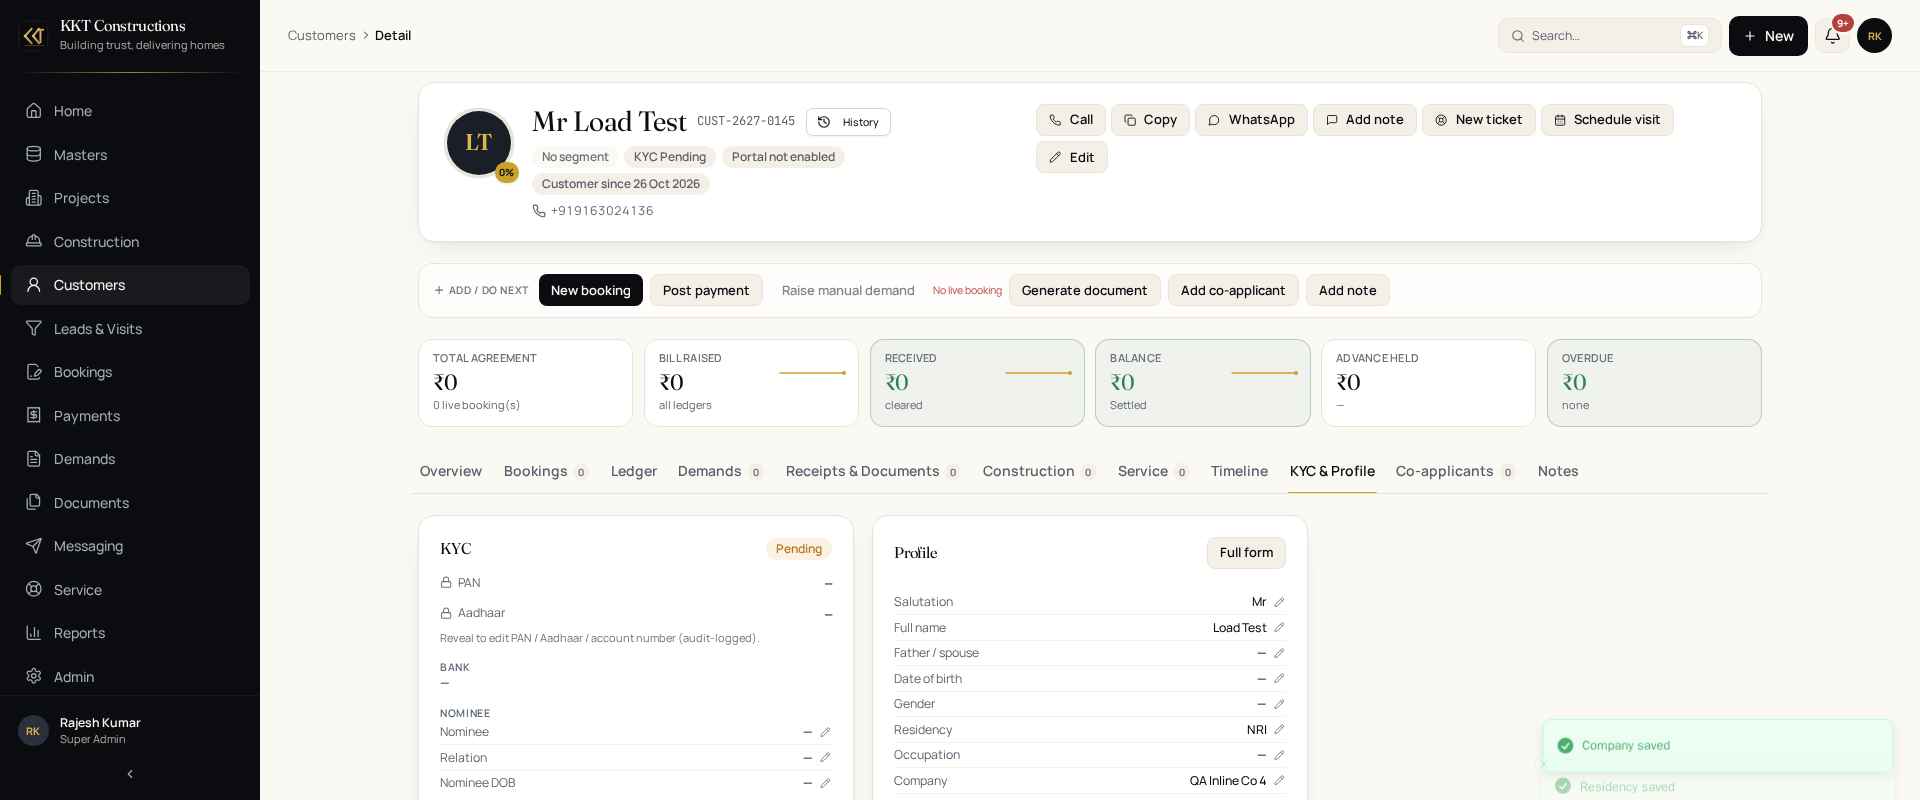 KKT Constructions
Building trust, delivering homes
Home
Masters
Projects
Construction
Customers
Leads & Visits
Bookings
Payments
Demands
Documents
Messaging
Service
Reports
Admin
RK
Rajesh Kumar
Super Admin
Customers > Detail
Search...
⌘K
+ New
9+
RK
LT
0%
Mr Load Test CUST-2627-0145 History
No segment KYC Pending Portal not enabled
Customer since 26 Oct 2026
+919163024136
Call Copy WhatsApp Add note New ticket Schedule visit
Edit
+ ADD / DO NEXT New booking Post payment Raise manual demand No live booking Generate document Add co-applicant Add note
TOTAL AGREEMENT
₹0
0 live booking(s)
BILL RAISED
₹0
all ledgers
RECEIVED
₹0
cleared
BALANCE
₹0
Settled
ADVANCE HELD
₹0
—
OVERDUE
₹0
none
Overview Bookings 0 Ledger Demands 0 Receipts & Documents 0 Construction 0 Service 0 Timeline KYC & Profile Co-applicants 0 Notes
KYC Pending
PAN —
Aadhaar —
Reveal to edit PAN / Aadhaar / account number (audit-logged).
BANK
—
NOMINEE
Nominee —
Relation —
Nominee DOB —
Profile Full form
Salutation Mr
Full name Load Test
Father / spouse —
Date of birth —
Gender —
Residency NRI
Occupation —
Company QA Inline Co 4
Company saved
Residency saved